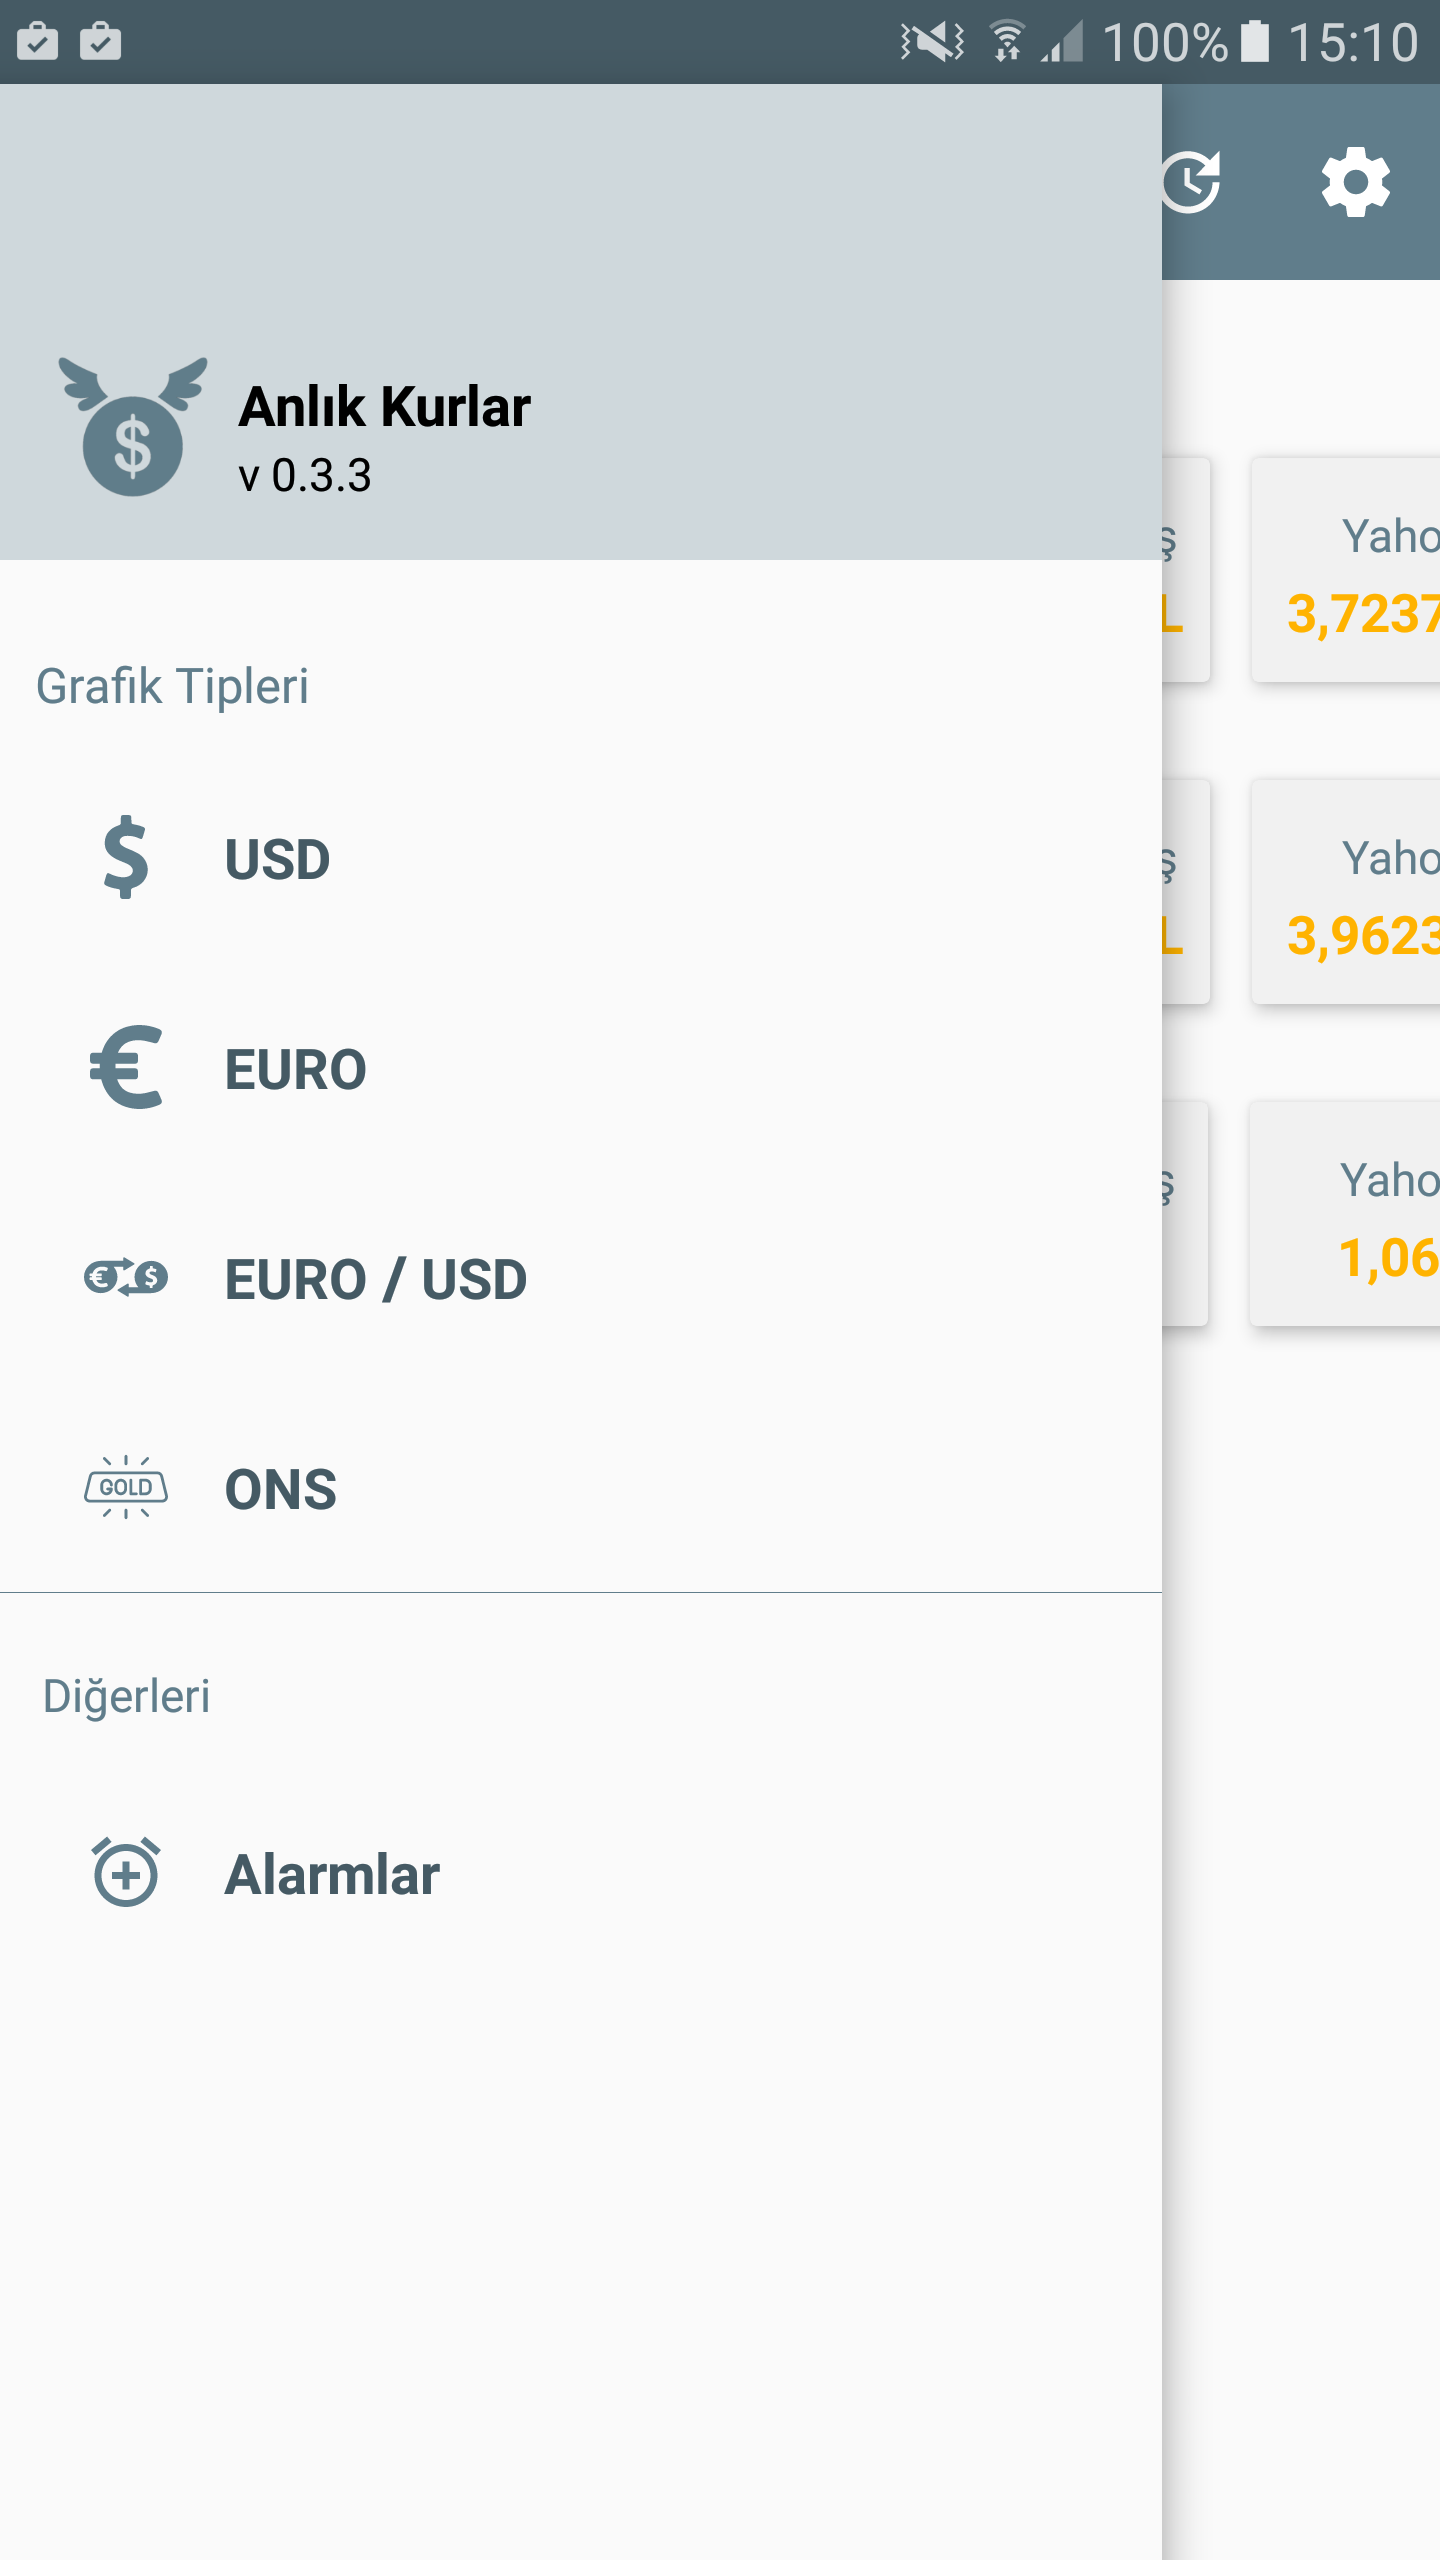 100% 15:10
Anlık Kurlar
v 0.3.3
Grafik Tipleri
USD
EURO
EURO / USD
GOLD
ONS
Diğerleri
Alarmlar
ş
L
Yaho
3,7237
ş
L
Yaho
3,9623
ş
Yaho
1,06